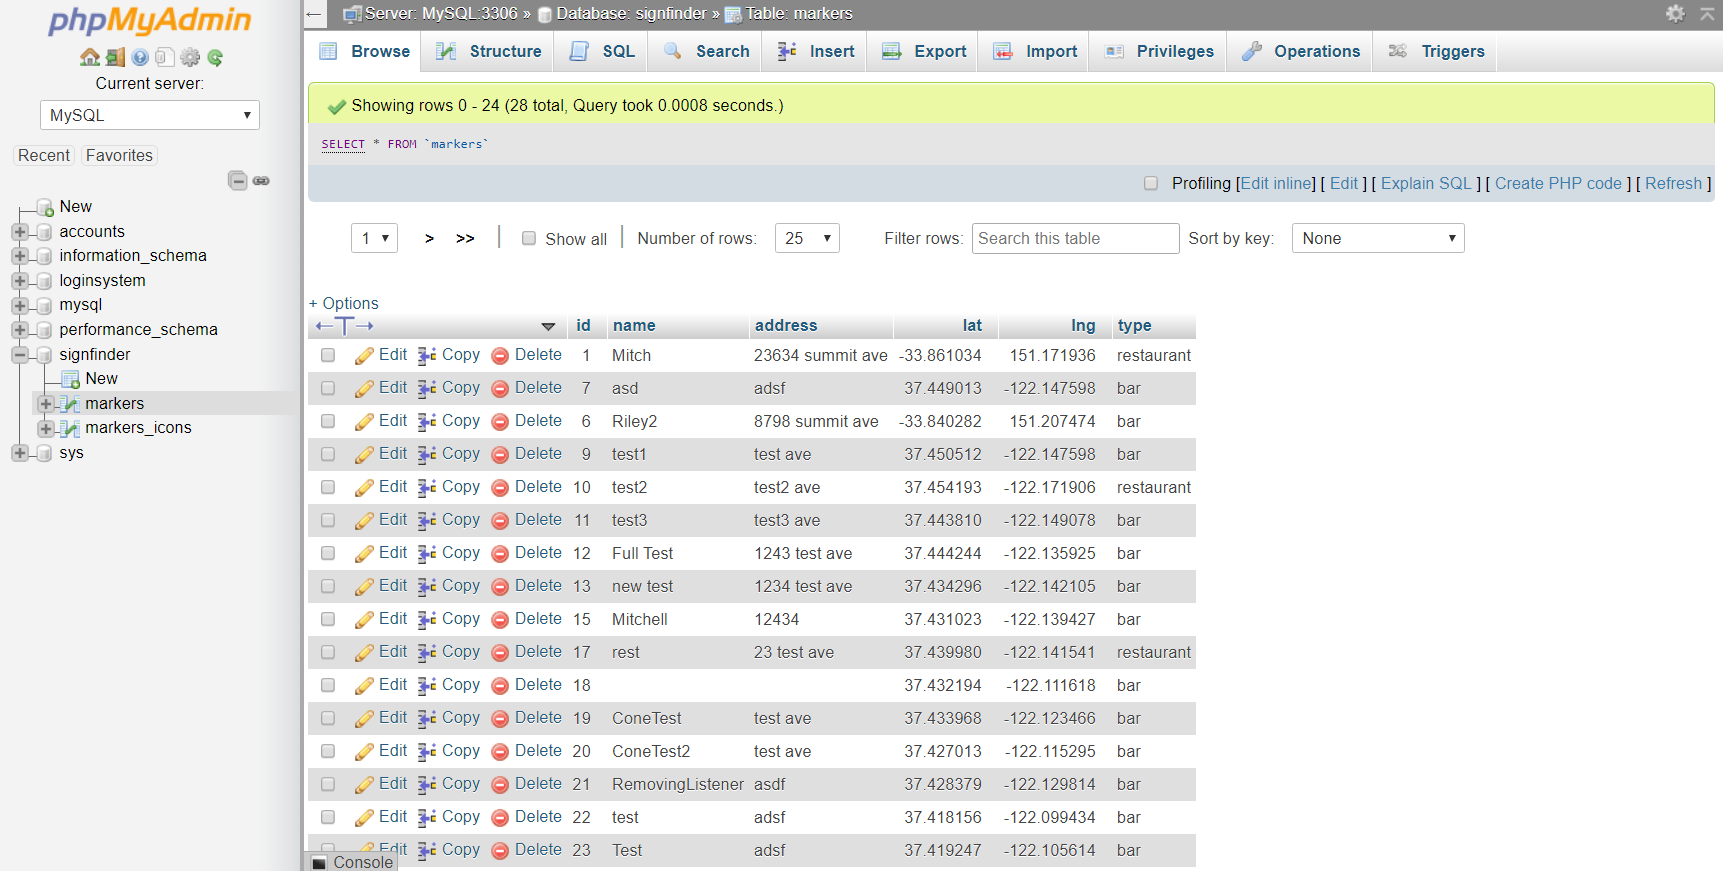 phpMyAdmin
Current server:
MySQL
Recent Favorites
New
accounts
information_schema
loginsystem
mysql
performance_schema
signfinder
New
markers
markers_icons
sys
Server: MySQL:3306 » Database: signfinder » Table: markers
Browse Structure SQL Search Insert Export Import Privileges Operations Triggers
Showing rows 0 - 24 (28 total, Query took 0.0008 seconds.)
SELECT * FROM `markers`
Profiling [Edit inline] [ Edit ] [ Explain SQL ] [ Create PHP code ] [ Refresh ]
1 > >> | Show all | Number of rows: 25 Filter rows: Search this table Sort by key: None
+ Options
←T→ id name address lat lng type
Edit Copy Delete 1 Mitch 23634 summit ave -33.861034 151.171936 restaurant
Edit Copy Delete 7 asd adsf 37.449013 -122.147598 bar
Edit Copy Delete 6 Riley2 8798 summit ave -33.840282 151.207474 bar
Edit Copy Delete 9 test1 test ave 37.450512 -122.147598 bar
Edit Copy Delete 10 test2 test2 ave 37.454193 -122.171906 restaurant
Edit Copy Delete 11 test3 test3 ave 37.443810 -122.149078 bar
Edit Copy Delete 12 Full Test 1243 test ave 37.444244 -122.135925 bar
Edit Copy Delete 13 new test 1234 test ave 37.434296 -122.142105 bar
Edit Copy Delete 15 Mitchell 12434 37.431023 -122.139427 bar
Edit Copy Delete 17 rest 23 test ave 37.439980 -122.141541 restaurant
Edit Copy Delete 18 37.432194 -122.111618 bar
Edit Copy Delete 19 ConeTest test ave 37.433968 -122.123466 bar
Edit Copy Delete 20 ConeTest2 test ave 37.427013 -122.115295 bar
Edit Copy Delete 21 RemovingListener asdf 37.428379 -122.129814 bar
Edit Copy Delete 22 test adsf 37.418156 -122.099434 bar
Edit Copy Delete 23 Test adsf 37.419247 -122.105614 bar
Console